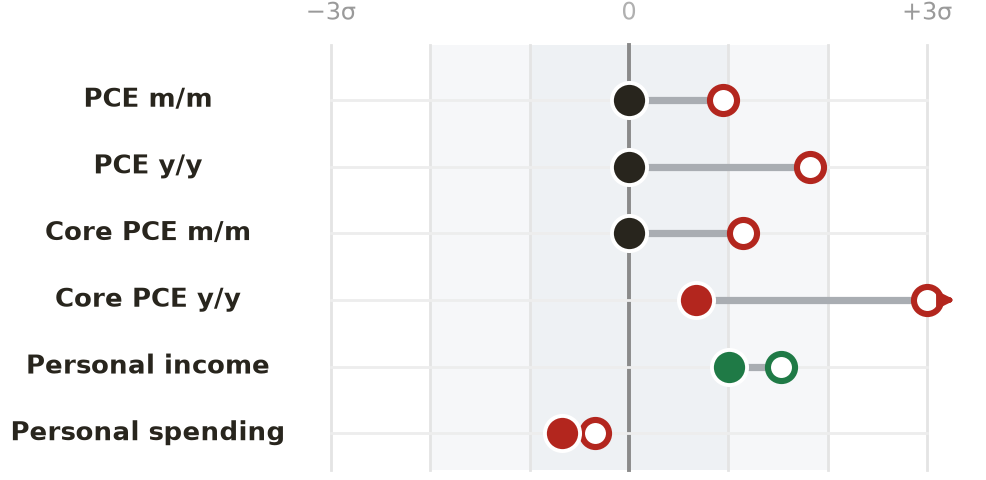 −3σ 0 +3σ
PCE m/m
PCE y/y
Core PCE m/m
Core PCE y/y
Personal income
Personal spending